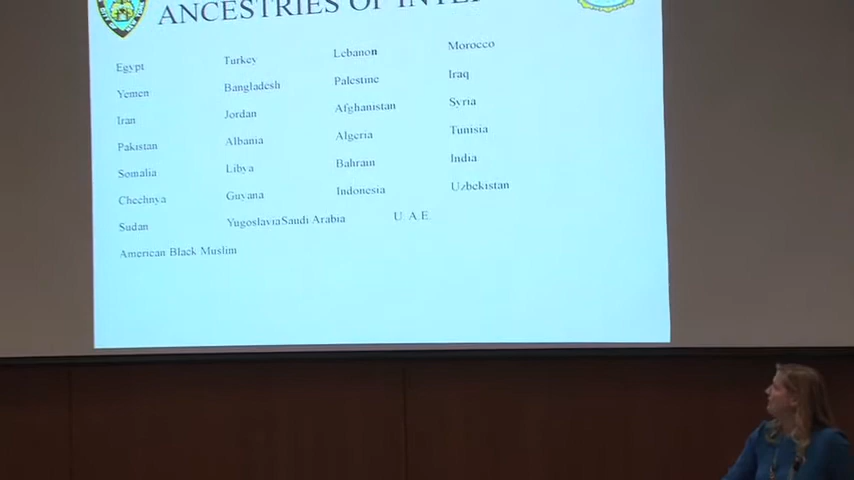 ANCESTRIES OF
Egypt Turkey Lebanon Morocco
Yemen Bangladesh Palestine Iraq
Iran Jordan Afghanistan Syria
Pakistan Albania Algeria Tunisia
Somalia Libya Bahrain India
Chechnya Guyana Indonesia Uzbekistan
Sudan YugoslaviaSaudi Arabia U. A.E.
American Black Muslim